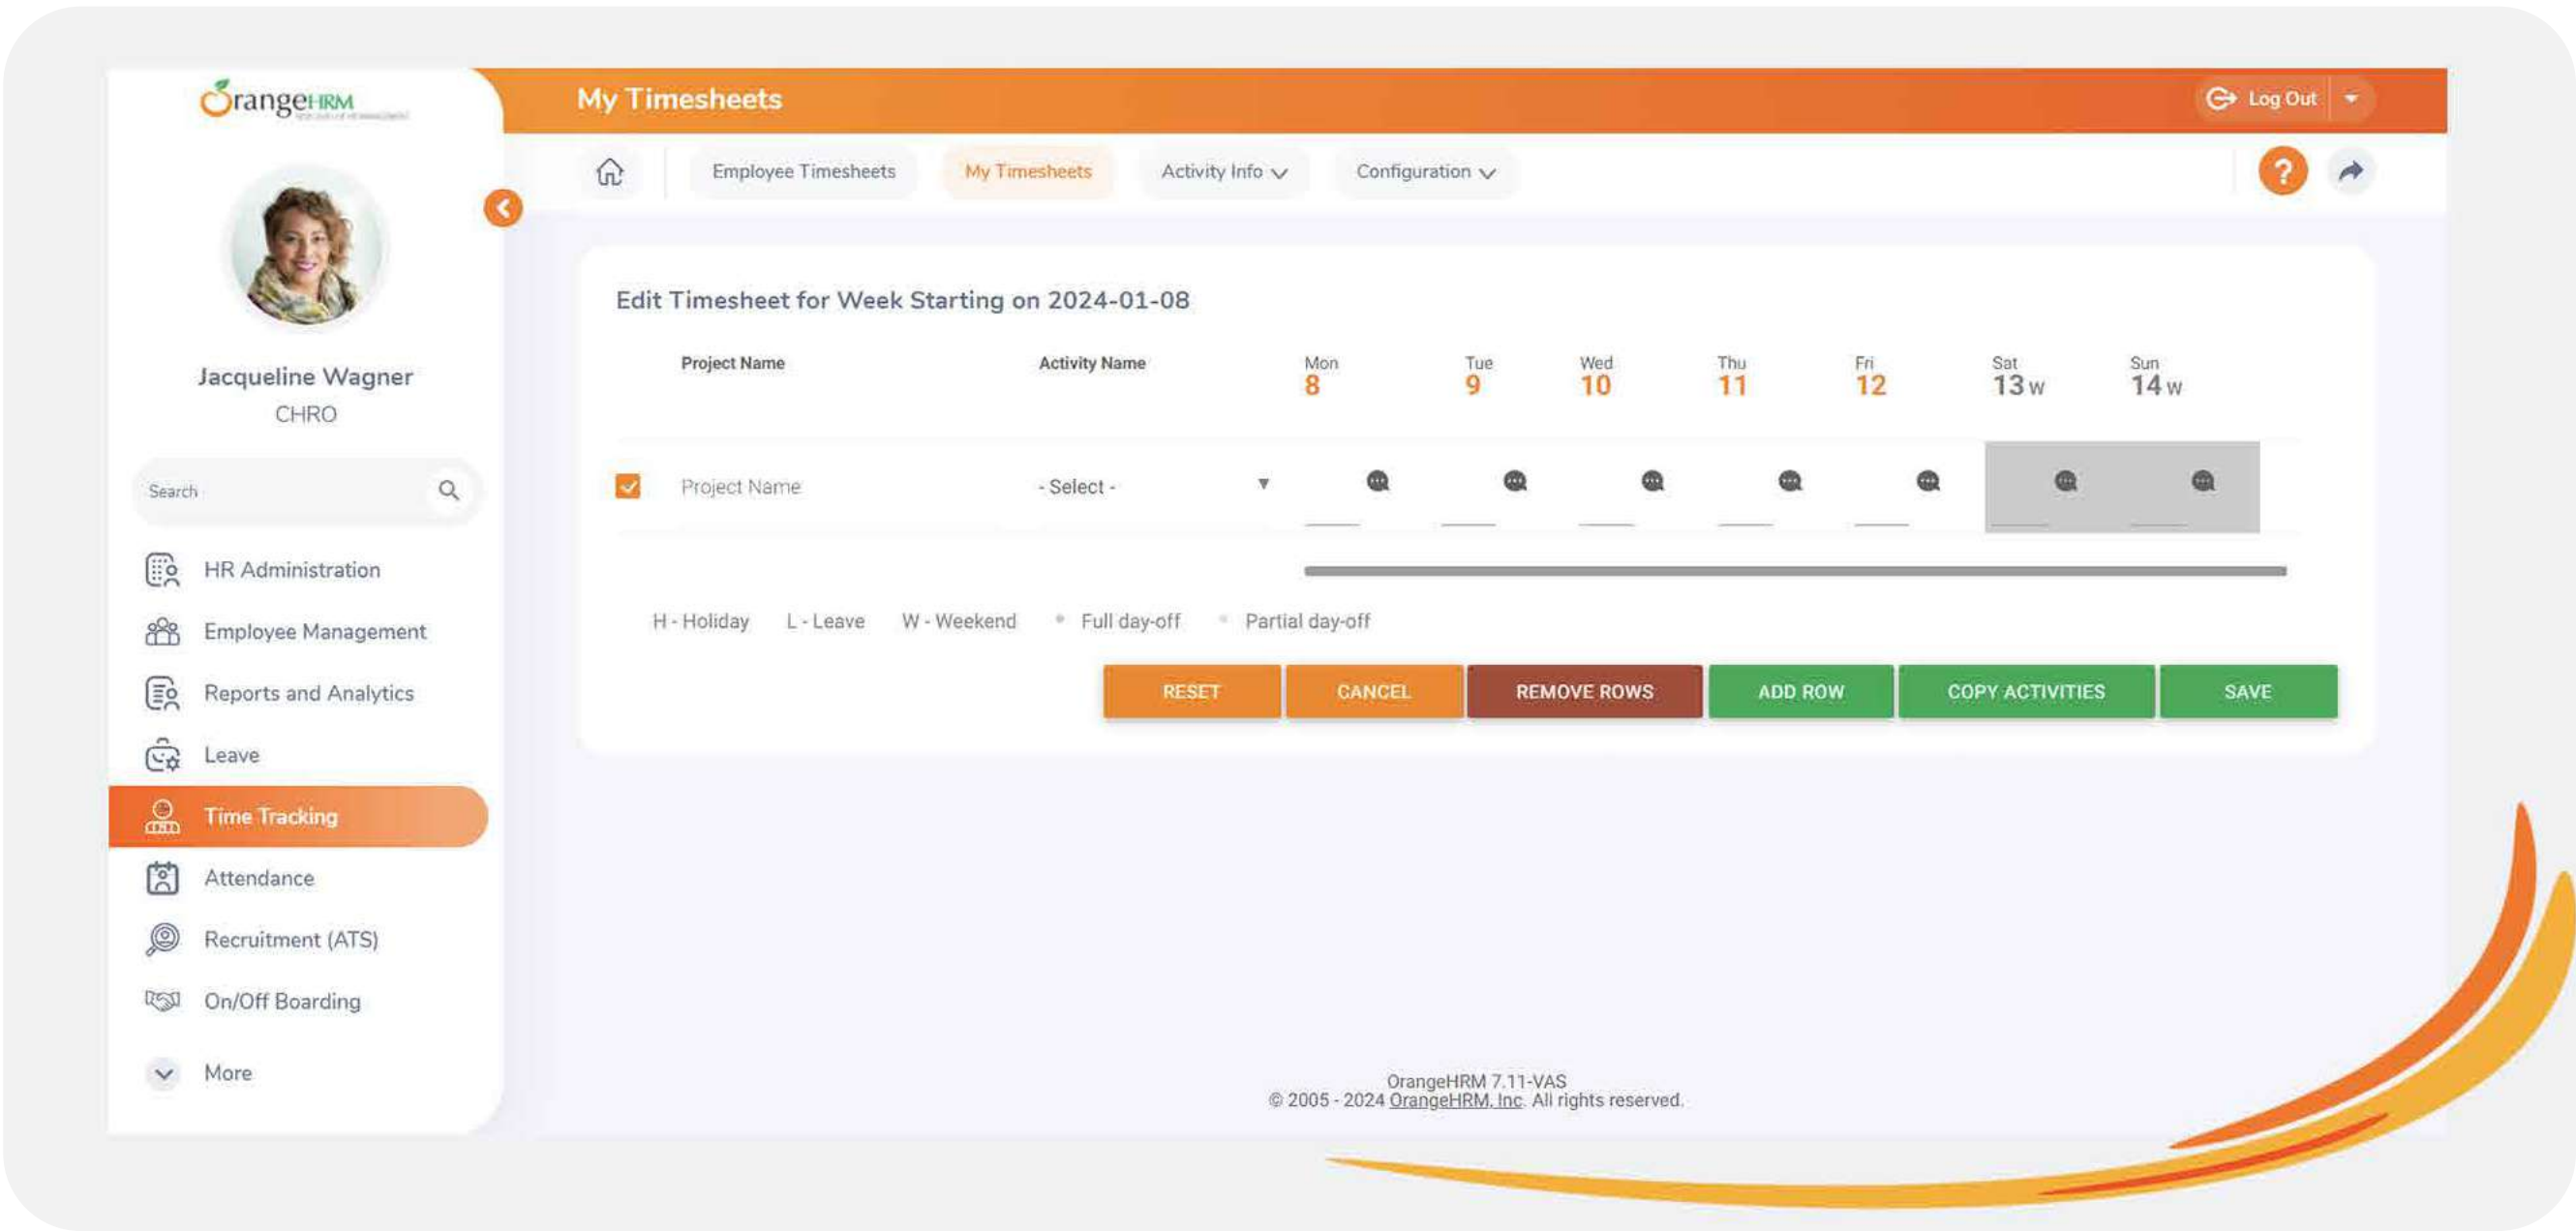 OrangeHRM
My Timesheets
Log Out
Employee Timesheets
My Timesheets
Activity Info
Configuration
?
Jacqueline Wagner
CHRO
Search
HR Administration
Employee Management
Reports and Analytics
Leave
Time Tracking
Attendance
Recruitment (ATS)
On/Off Boarding
More
Edit Timesheet for Week Starting on 2024-01-08
Project Name Activity Name Mon Tue Wed Thu Fri Sat Sun
8 9 10 11 12 13 W 14 W
Project Name - Select -
H - Holiday L - Leave W - Weekend Full day-off Partial day-off
RESET CANCEL REMOVE ROWS ADD ROW COPY ACTIVITIES SAVE
OrangeHRM 7.11-VAS
© 2005 - 2024 OrangeHRM, Inc. All rights reserved.